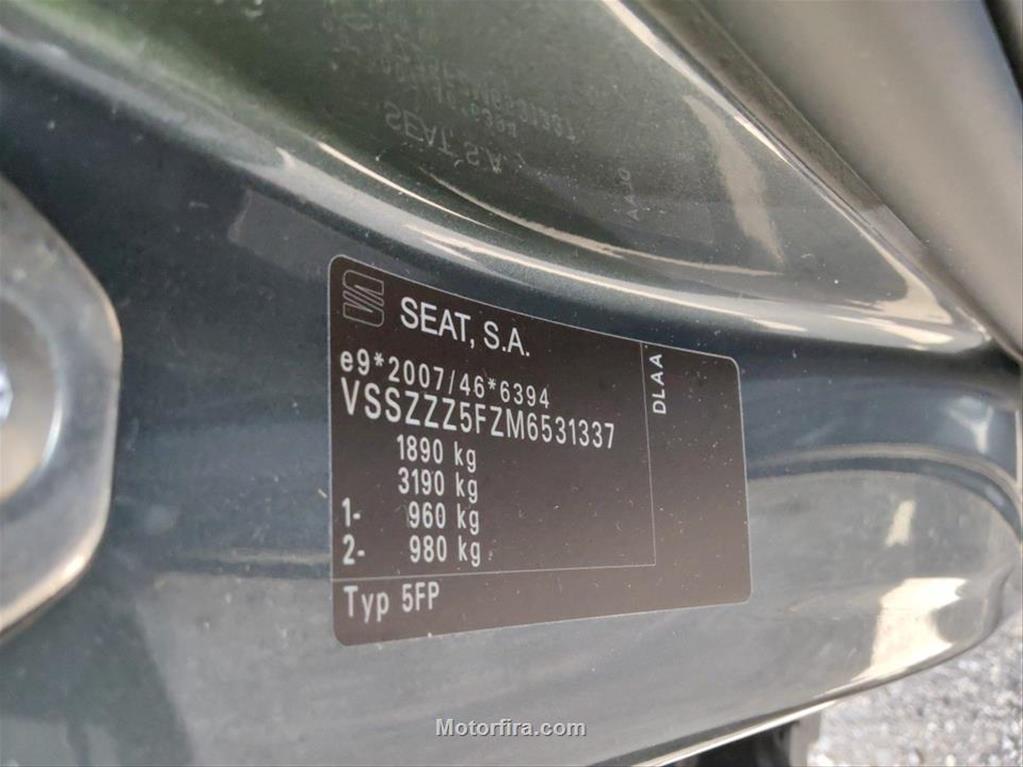 SEAT, S.A.
e9*2007/46*6394
VSSZZZ5FZM6531337
1890 kg
3190 kg
1- 960 kg
2- 980 kg
Typ 5FP
DLAA
Motorfira.com